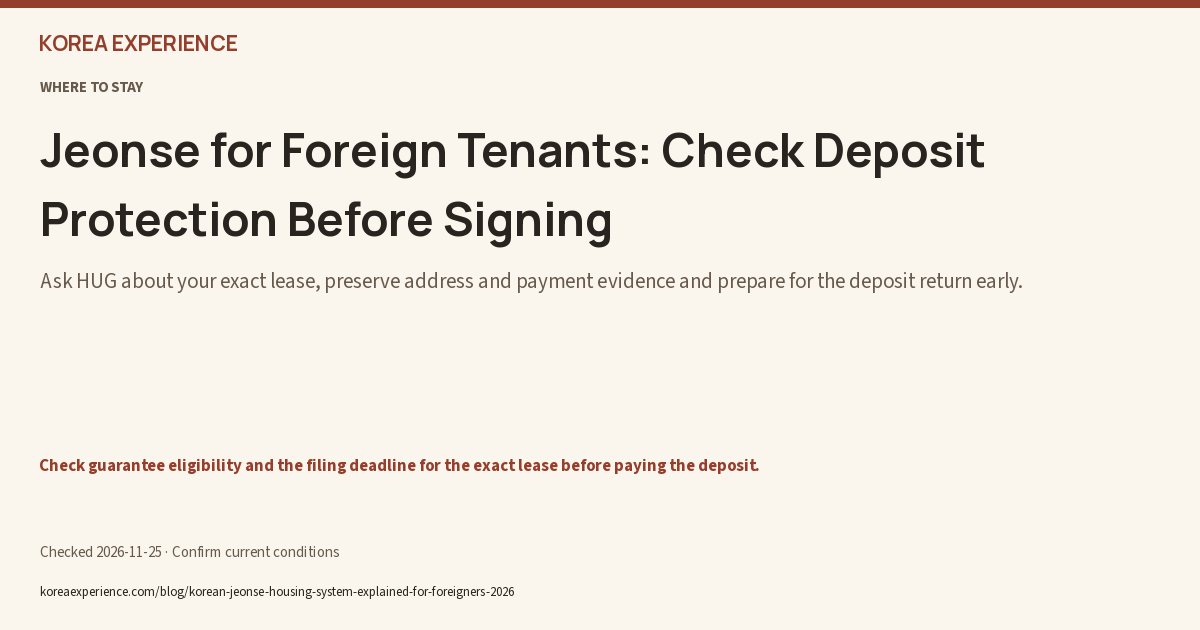 KOREA EXPERIENCE
WHERE TO STAY
Jeonse for Foreign Tenants: Check Deposit
Protection Before Signing
Ask HUG about your exact lease, preserve address and payment evidence and prepare for the deposit return early.
Check guarantee eligibility and the filing deadline for the exact lease before paying the deposit.
Checked 2026-11-25 · Confirm current conditions
koreaexperience.com/blog/korean-jeonse-housing-system-explained-for-foreigners-2026